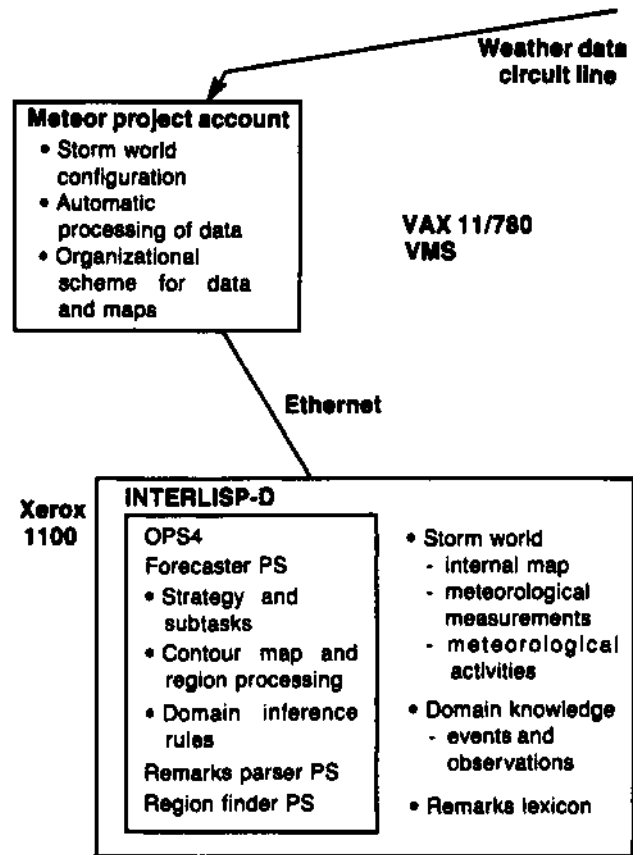 Weather data
circuit line
Meteor project account
• Storm world
configuration
• Automatic
processing of data
• Organizational
scheme for data
and maps
VAX 11/780
VMS
Ethernet
Xerox
1100
INTERLISP-D
OPS4
Forecaster PS
• Strategy and
subtasks
• Contour map and
region processing
• Domain inference
rules
Remarks parser PS
Region finder PS
• Storm world
- internal map
- meteorological
measurements
- meteorological
activities
• Domain knowledge
- events and
observations
• Remarks lexicon